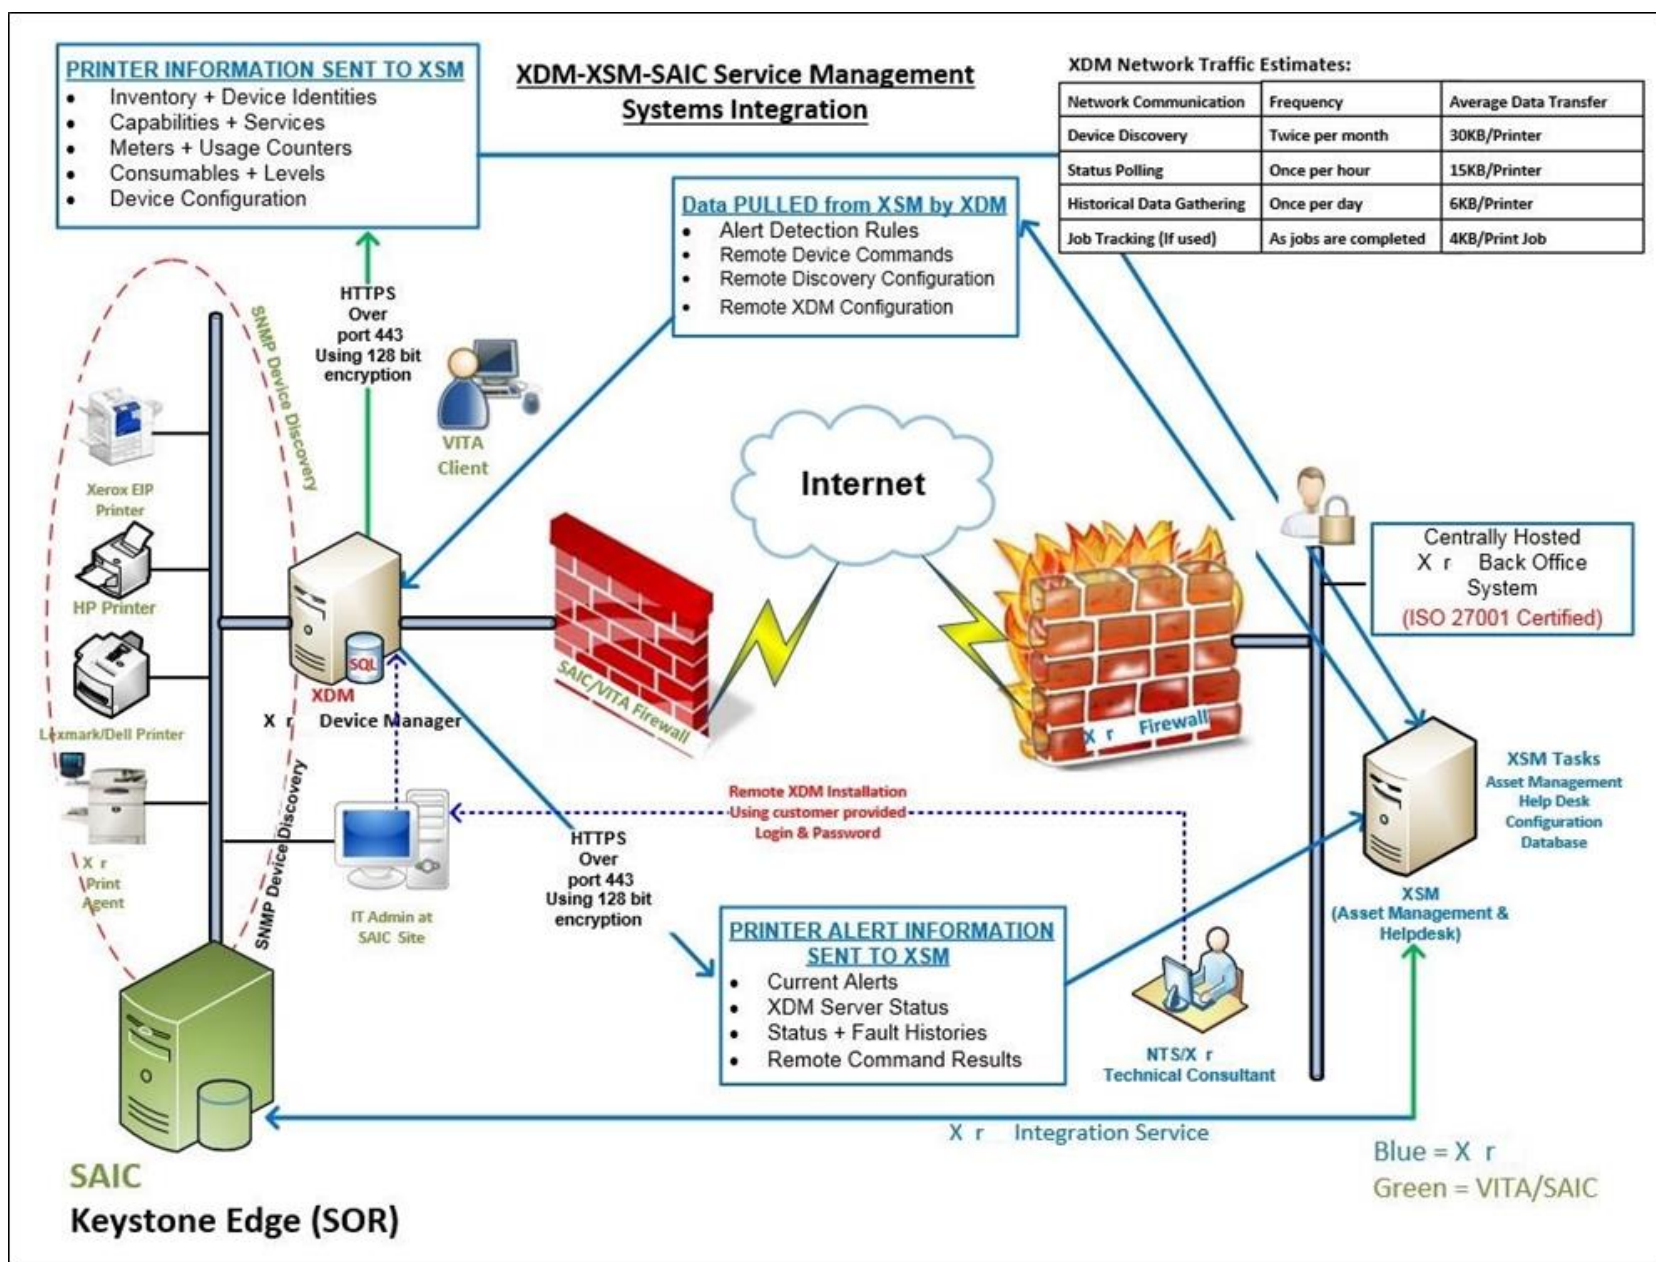 PRINTER INFORMATION SENT TO XSM
• Inventory + Device Identities
• Capabilities + Services
• Meters + Usage Counters
• Consumables + Levels
• Device Configuration
XDM-XSM-SAIC Service Management
Systems Integration
XDM Network Traffic Estimates:
Network Communication Frequency Average Data Transfer
Device Discovery Twice per month 30KB/Printer
Status Polling Once per hour 15KB/Printer
Historical Data Gathering Once per day 6KB/Printer
Job Tracking (If used) As jobs are completed 4KB/Print Job
Data PULLED from XSM by XDM
• Alert Detection Rules
• Remote Device Commands
• Remote Discovery Configuration
• Remote XDM Configuration
HTTPS
Over
port 443
Using 128 bit
encryption
SNMP Device Discovery
VITA
Client
Xerox EIP
Printer
HP Printer
Lexmark/Dell Printer
X r
Print
Agent
SQL
XDM
X r Device Manager
SNMP Device Discovery
IT Admin at
SAIC Site
SAIC/VITA Firewall
Internet
X r Firewall
Centrally Hosted
X r Back Office
System
(ISO 27001 Certified)
XSM Tasks
Asset Management
Help Desk
Configuration
Database
XSM
(Asset Management &
Helpdesk)
Remote XDM Installation
Using customer provided
Login & Password
HTTPS
Over
port 443
Using 128 bit
encryption
PRINTER ALERT INFORMATION
SENT TO XSM
• Current Alerts
• XDM Server Status
• Status + Fault Histories
• Remote Command Results
NTS/X r
Technical Consultant
X r Integration Service
SAIC
Keystone Edge (SOR)
Blue = X r
Green = VITA/SAIC